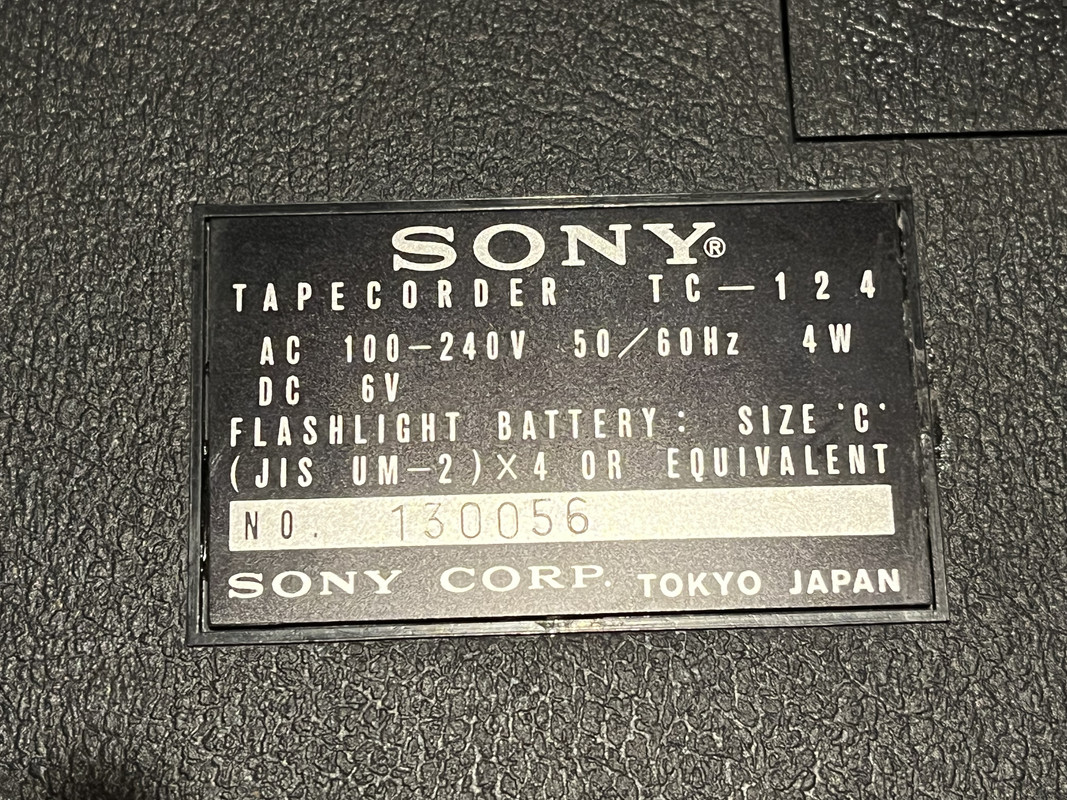 SONY®
TAPECORDER TC-124
AC 100-240V 50/60Hz 4W
DC 6V
FLASHLIGHT BATTERY: SIZE "C"
(JIS UM-2)×4 OR EQUIVALENT
NO. 130056
SONY CORP. TOKYO JAPAN